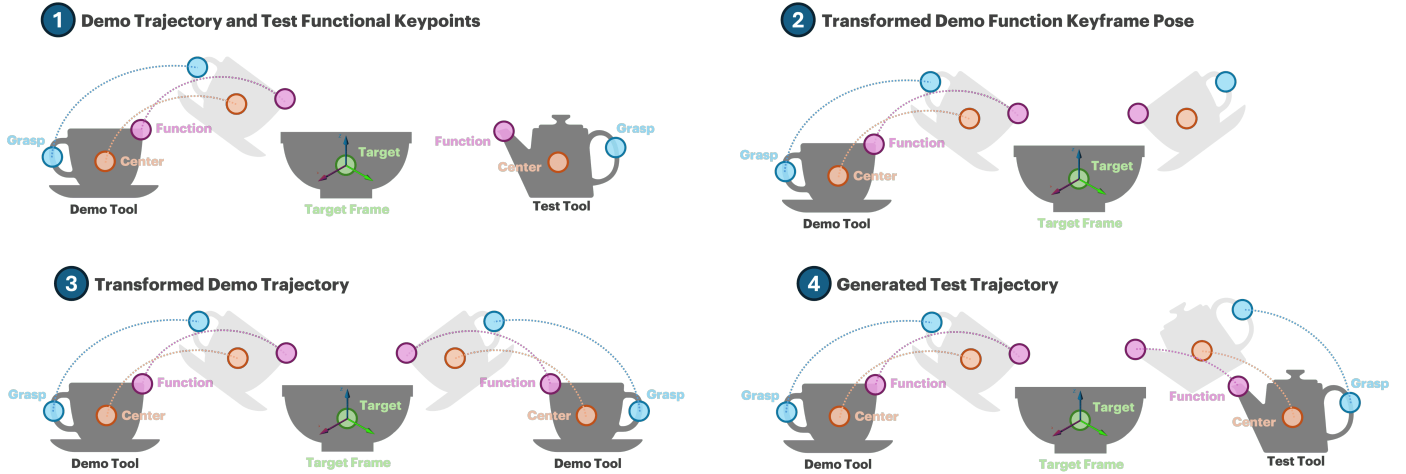 1 Demo Trajectory and Test Functional Keypoints
Grasp
Function
Center
Demo Tool
Target
Target Frame
Function
Grasp
Center
Test Tool
2 Transformed Demo Function Keyframe Pose
Grasp
Function
Center
Demo Tool
Target
Target Frame
3 Transformed Demo Trajectory
Grasp
Function
Center
Demo Tool
Target
Target Frame
Function
Grasp
Center
Demo Tool
4 Generated Test Trajectory
Grasp
Function
Center
Demo Tool
Target
Target Frame
Function
Grasp
Center
Test Tool